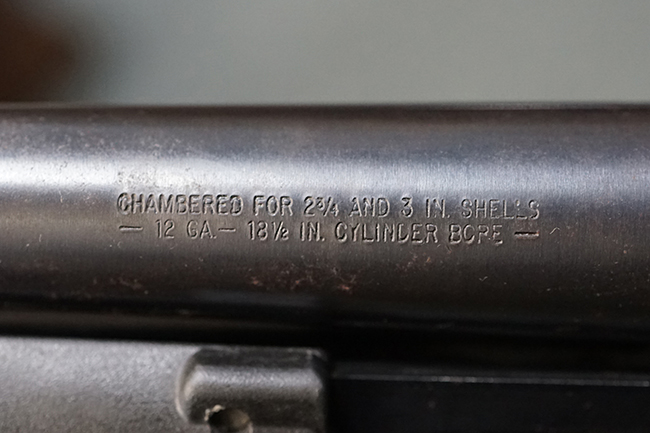 CHAMBERED FOR 2¾ AND 3 IN. SHELLS
— 12 GA. — 18½ IN. CYLINDER BORE —